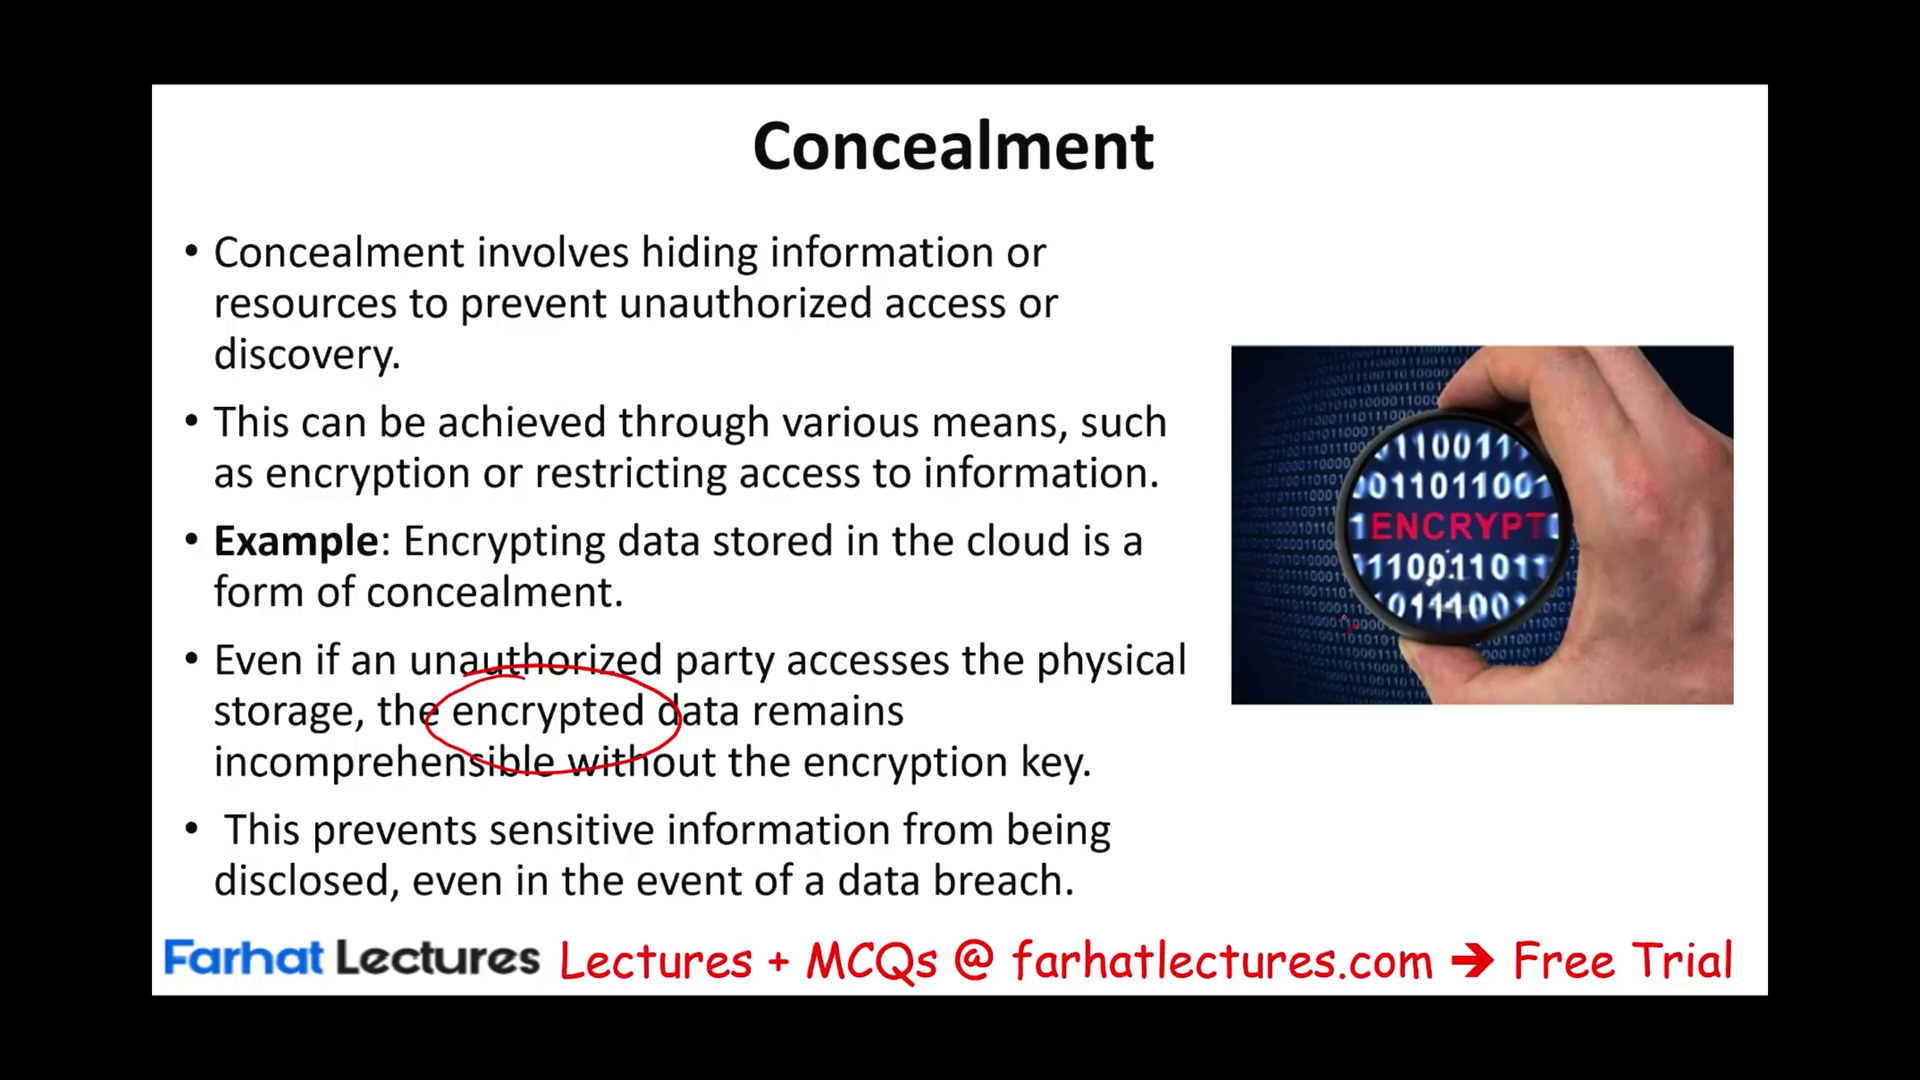 Concealment
• Concealment involves hiding information or
resources to prevent unauthorized access or
discovery.
• This can be achieved through various means, such
as encryption or restricting access to information.
• Example: Encrypting data stored in the cloud is a
form of concealment.
• Even if an unauthorized party accesses the physical
storage, the encrypted data remains
incomprehensible without the encryption key.
• This prevents sensitive information from being
disclosed, even in the event of a data breach.
ENCRYPT
Farhat Lectures Lectures + MCQs @ farhatlectures.com → Free Trial